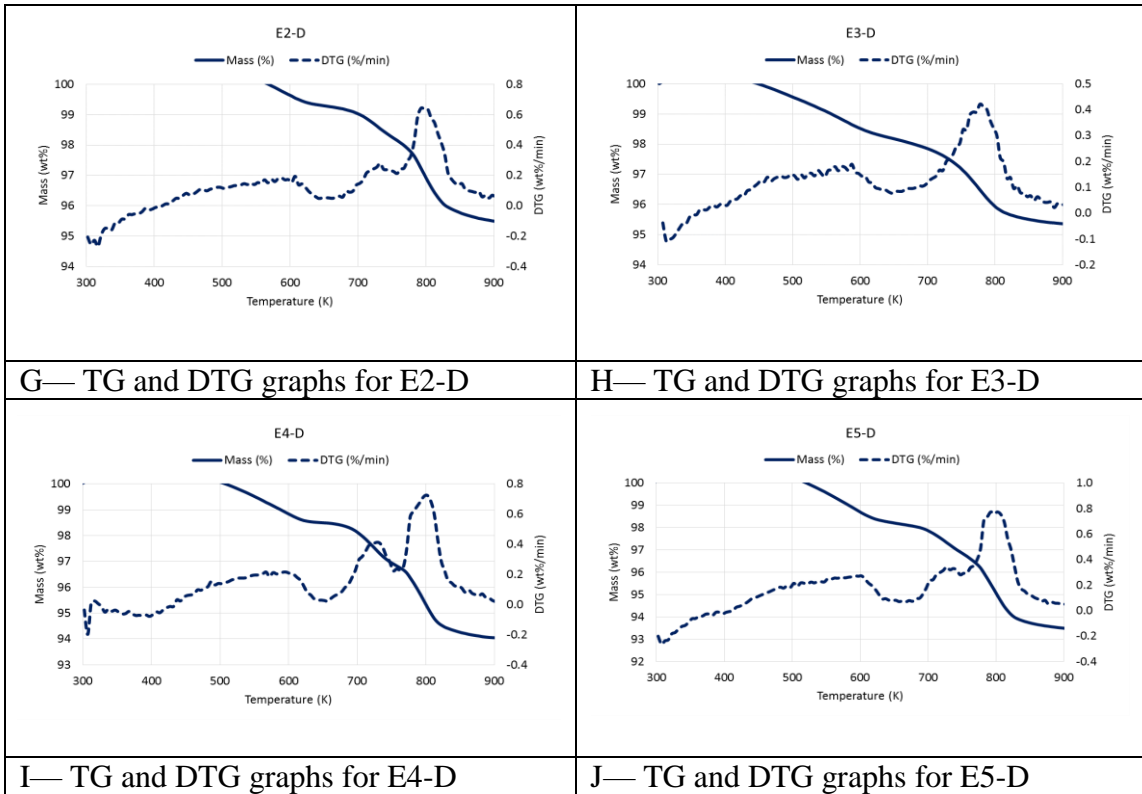 E2-D
Mass (%) DTG (%/min)
100
99
98
97
96
95
94
Mass (wt%)
0.8
0.6
0.4
0.2
0.0
-0.2
-0.4
DTG (wt%/min)
300 400 500 600 700 800 900
Temperature (K)
E3-D
Mass (%) DTG (%/min)
100
99
98
97
96
95
94
Mass (wt%)
0.5
0.4
0.3
0.2
0.1
0.0
-0.1
-0.2
DTG (wt%/min)
300 400 500 600 700 800 900
Temperature (K)
G— TG and DTG graphs for E2-D
H— TG and DTG graphs for E3-D
E4-D
Mass (%) DTG (%/min)
100
99
98
97
96
95
94
93
Mass (wt%)
0.8
0.6
0.4
0.2
0.0
-0.2
-0.4
DTG (wt%/min)
300 400 500 600 700 800 900
Temperature (K)
E5-D
Mass (%) DTG (%/min)
100
99
98
97
96
95
94
93
92
Mass (wt%)
1.0
0.8
0.6
0.4
0.2
0.0
-0.2
-0.4
DTG (wt%/min)
300 400 500 600 700 800 900
Temperature (K)
I— TG and DTG graphs for E4-D
J— TG and DTG graphs for E5-D